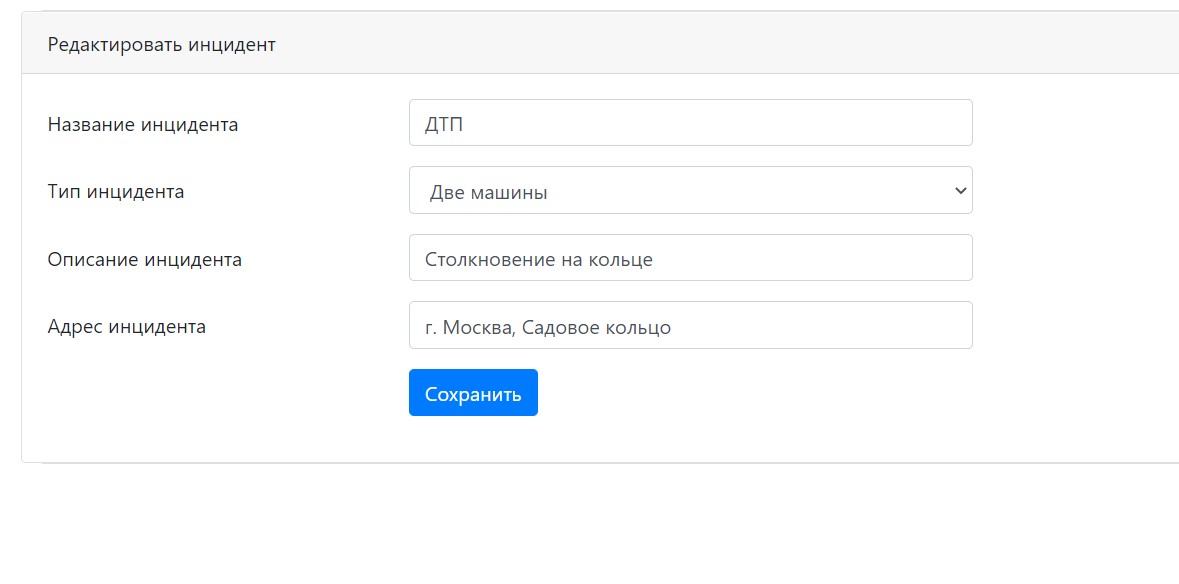 Редактировать инцидент
Название инцидента ДТП
Тип инцидента Две машины
Описание инцидента Столкновение на кольце
Адрес инцидента г. Москва, Садовое кольцо
Сохранить